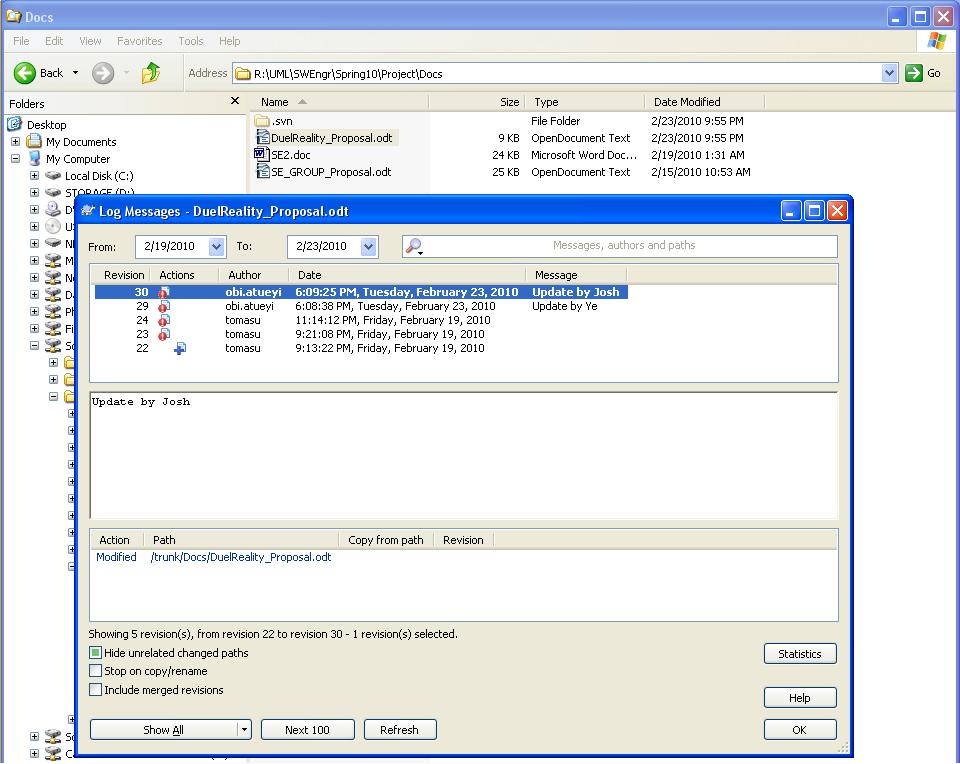 Docs
File Edit View Favorites Tools Help
Back Address R:\UML\SWEngr\Spring10\Project\Docs Go
Folders
Name Size Type Date Modified
Desktop
My Documents
My Computer
Local Disk (C:)
STORAGE (D:)
.svn File Folder 2/23/2010 9:55 PM
DuelReality_Proposal.odt 9 KB OpenDocument Text 2/23/2010 9:55 PM
SE2.doc 24 KB Microsoft Word Doc... 2/19/2010 1:31 AM
SE_GROUP_Proposal.odt 25 KB OpenDocument Text 2/15/2010 10:53 AM
Log Messages - DuelReality_Proposal.odt
From: 2/19/2010 To: 2/23/2010 Messages, authors and paths
Revision Actions Author Date Message
30 obi.atueyi 6:09:25 PM, Tuesday, February 23, 2010 Update by Josh
29 obi.atueyi 6:08:38 PM, Tuesday, February 23, 2010 Update by Ye
24 tomasu 11:14:12 PM, Friday, February 19, 2010
23 tomasu 9:21:08 PM, Friday, February 19, 2010
22 tomasu 9:13:22 PM, Friday, February 19, 2010
Update by Josh
Action Path Copy from path Revision
Modified /trunk/Docs/DuelReality_Proposal.odt
Showing 5 revision(s), from revision 22 to revision 30 - 1 revision(s) selected.
Hide unrelated changed paths
Stop on copy/rename
Include merged revisions
Statistics
Help
Show All Next 100 Refresh OK